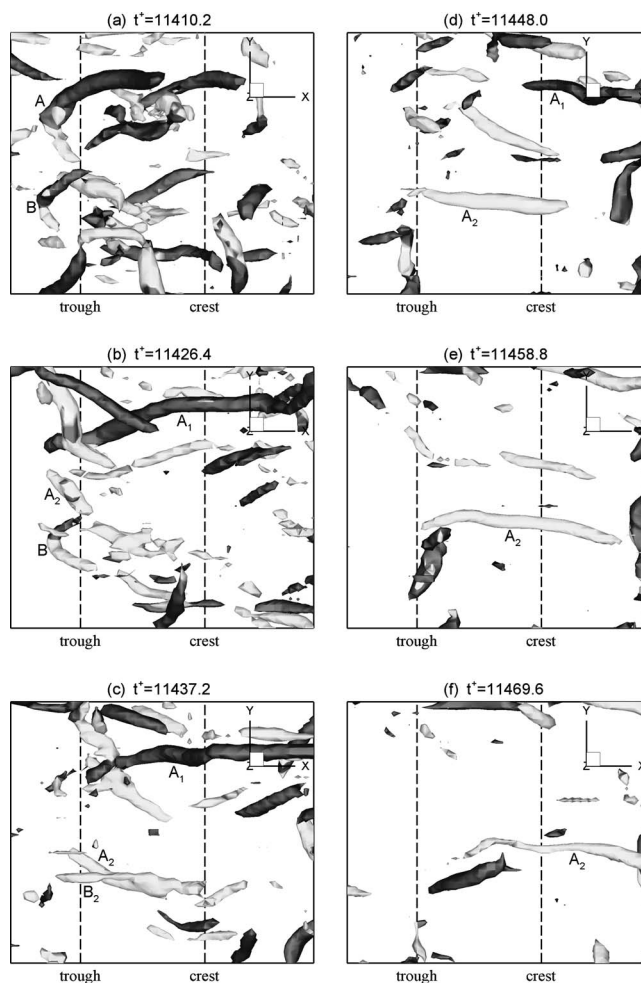 (a) t⁺=11410.2
Y
Z X
A
B
trough crest
(b) t⁺=11426.4
A₁
Z X
A₂
B
trough crest
(c) t⁺=11437.2
Y
Z X
A₁
A₂
B₂
trough crest
(d) t⁺=11448.0
Y
Z X
A₁
A₂
trough crest
(e) t⁺=11458.8
Z X
A₂
trough crest
(f) t⁺=11469.6
Y
Z X
A₂
trough crest